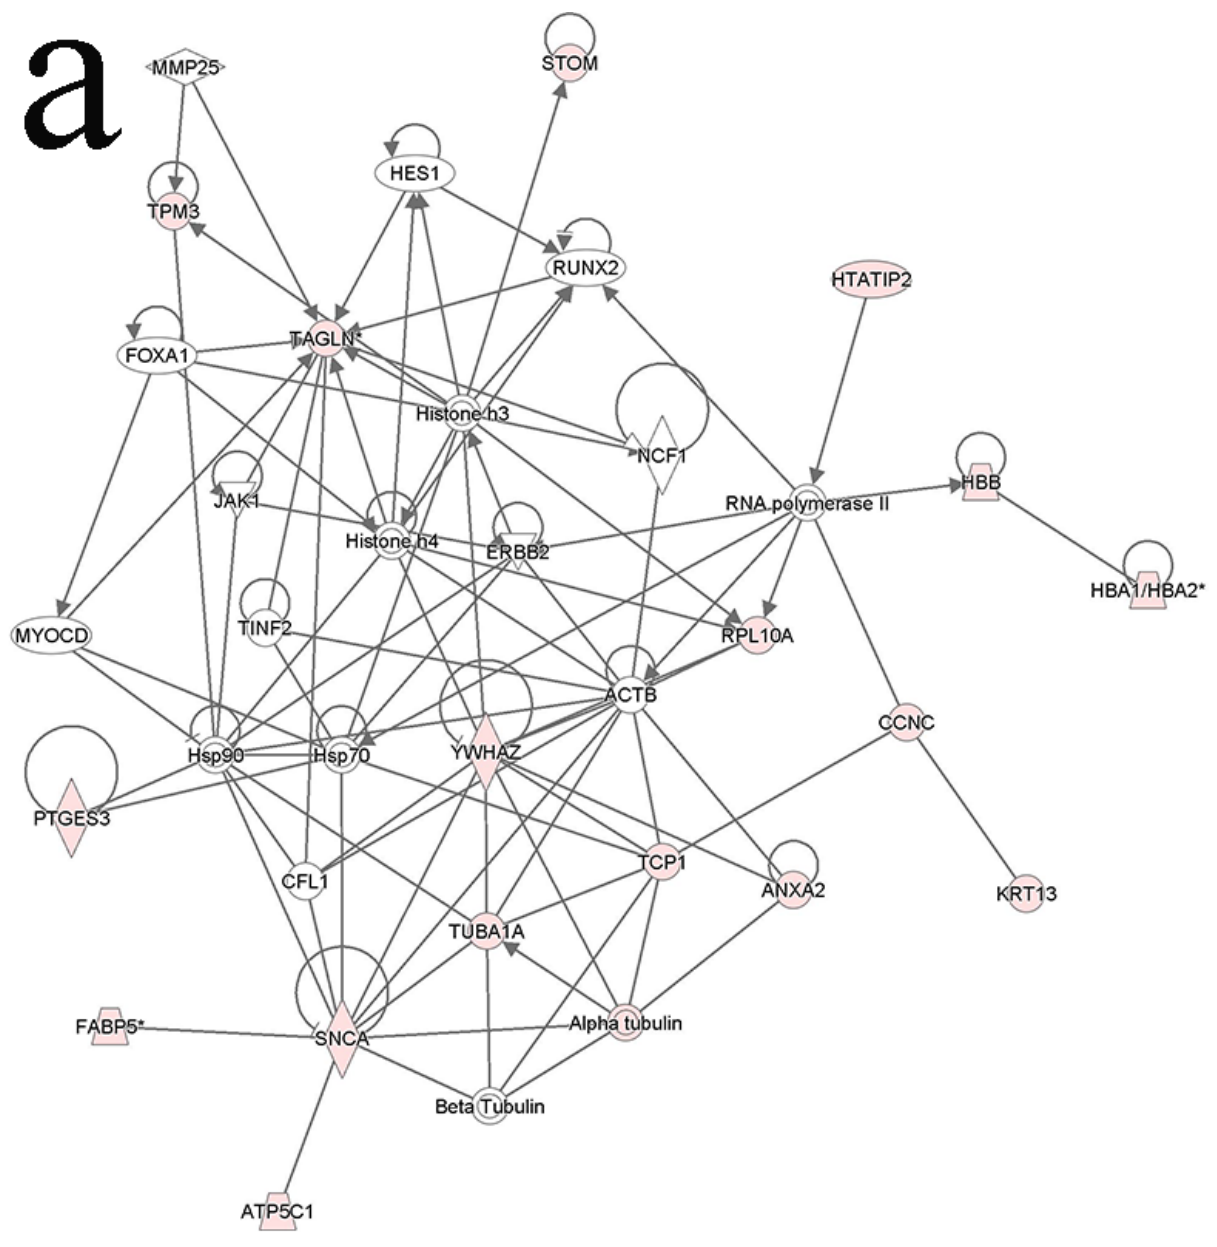 a
MMP25
STOM
HES1
TPM3
RUNX2
HTATIP2
TAGLN*
FOXA1
Histone h3
NCF1
HBB
JAK1
RNA polymerase II
Histone h4
ERBB2
HBA1/HBA2*
TINF2
MYOCD
RPL10A
ACTB
CCNC
Hsp90
Hsp70
YWHAZ
PTGES3
TCP1
CFL1
ANXA2
KRT13
TUBA1A
FABP5*
SNCA
Alpha tubulin
Beta Tubulin
ATP5C1